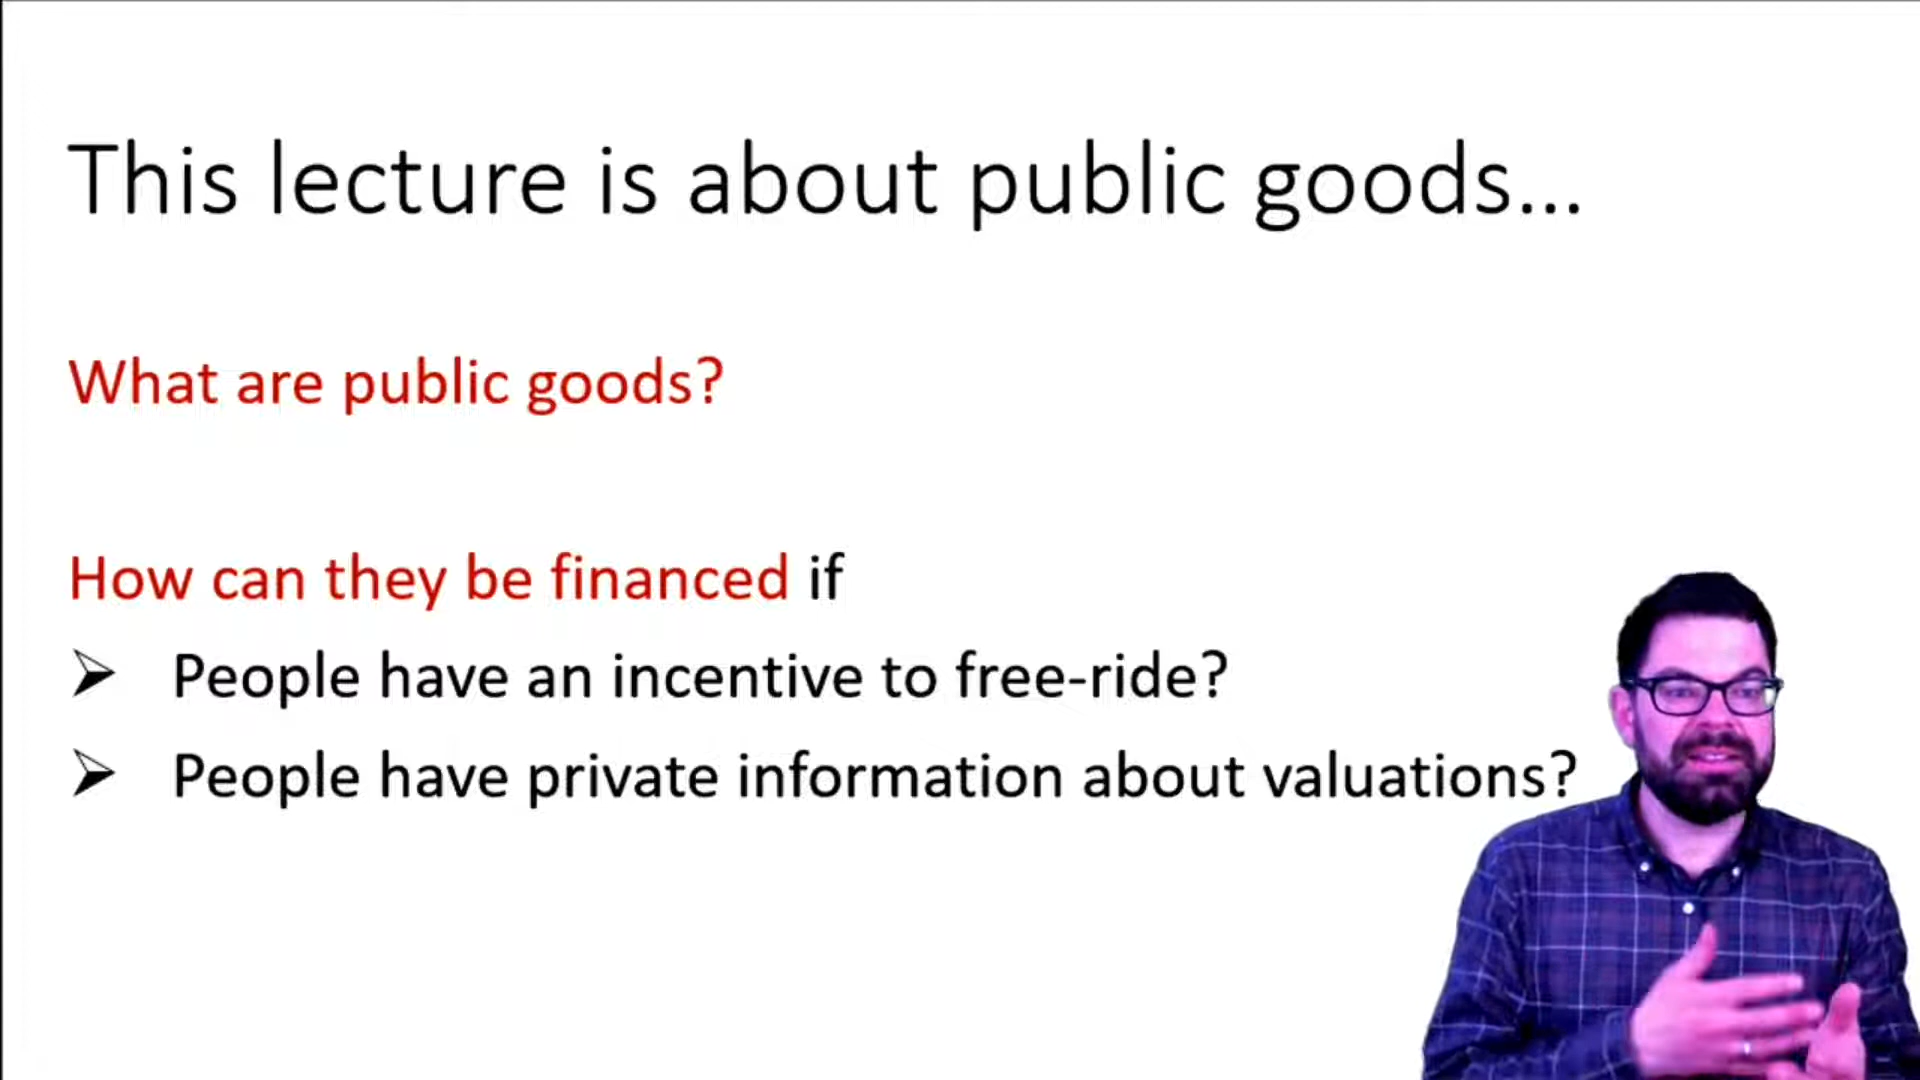 This lecture is about public goods...
What are public goods?
How can they be financed if
➢ People have an incentive to free-ride?
➢ People have private information about valuations?